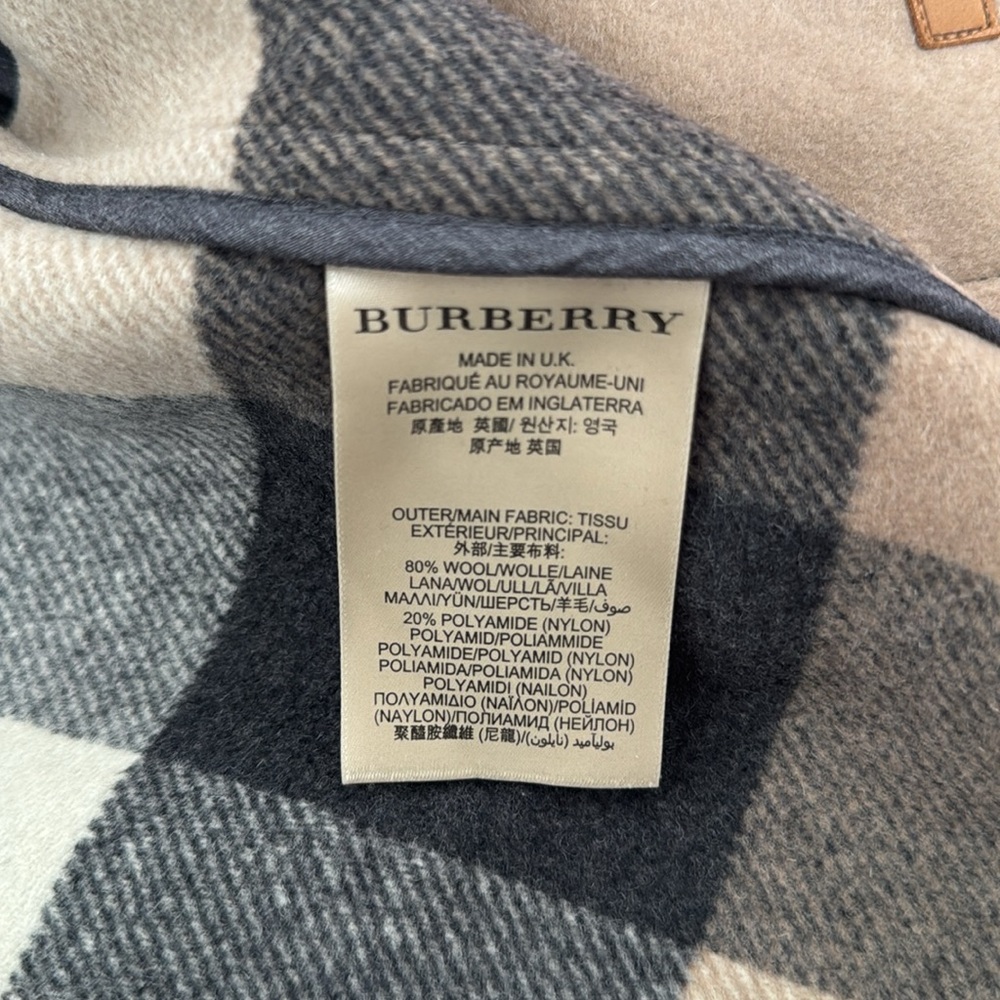 BURBERRY
MADE IN U.K.
FABRIQUÉ AU ROYAUME-UNI
FABRICADO EM INGLATERRA
原產地 英國/ 원산지: 영국
原产地 英国
OUTER/MAIN FABRIC: TISSU
EXTÉRIEUR/PRINCIPAL:
外部/主要布料:
80% WOOL/WOLLE/LAINE
LANA/WOL/ULL/LÃ/VILLA
ΜΑΛΛΙ/YÜN/ШЕРСТЬ/羊毛/صوف
20% POLYAMIDE (NYLON)
POLYAMID/POLIAMMIDE
POLYAMIDE/POLYAMID (NYLON)
POLIAMIDA/POLIAMIDA (NYLON)
POLYAMIDI (NAILON)
ΠΟΛΥΑΜΙΔΙΟ (ΝΑΪΛΟΝ)/POLİAMİD
(NAYLON)/ПОЛИАМИД (НЕЙЛОН)
聚醯胺纖維 (尼龍)/بوليآميد (نايلون)